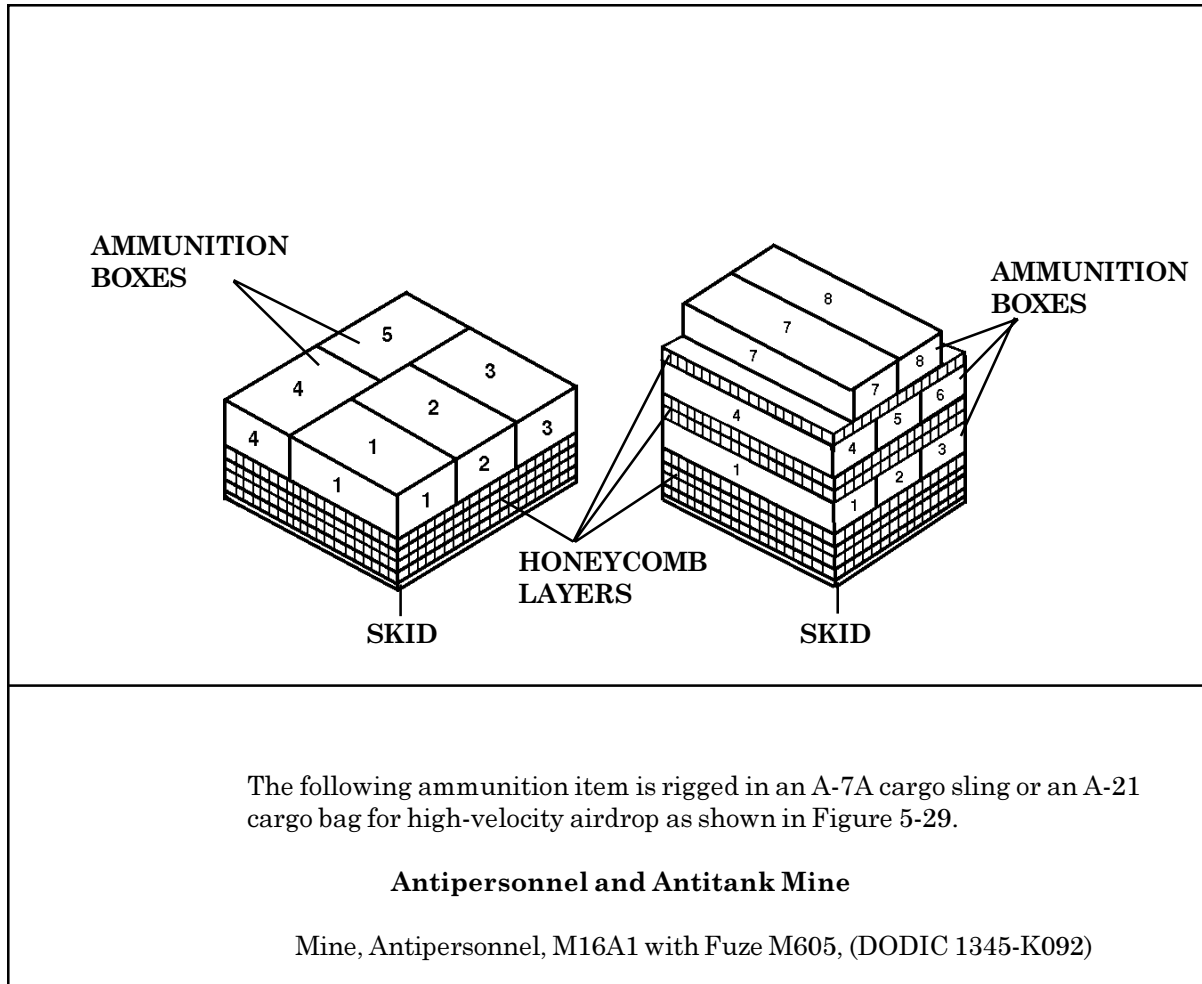 AMMUNITION
BOXES
5
4
3
2
1
4
1
1
2
3
HONEYCOMB
LAYERS
SKID
AMMUNITION
BOXES
8
7
7
7
8
4
4
5
6
1
1
2
3
SKID
The following ammunition item is rigged in an A-7A cargo sling or an A-21
cargo bag for high-velocity airdrop as shown in Figure 5-29.
Antipersonnel and Antitank Mine
Mine, Antipersonnel, M16A1 with Fuze M605, (DODIC 1345-K092)